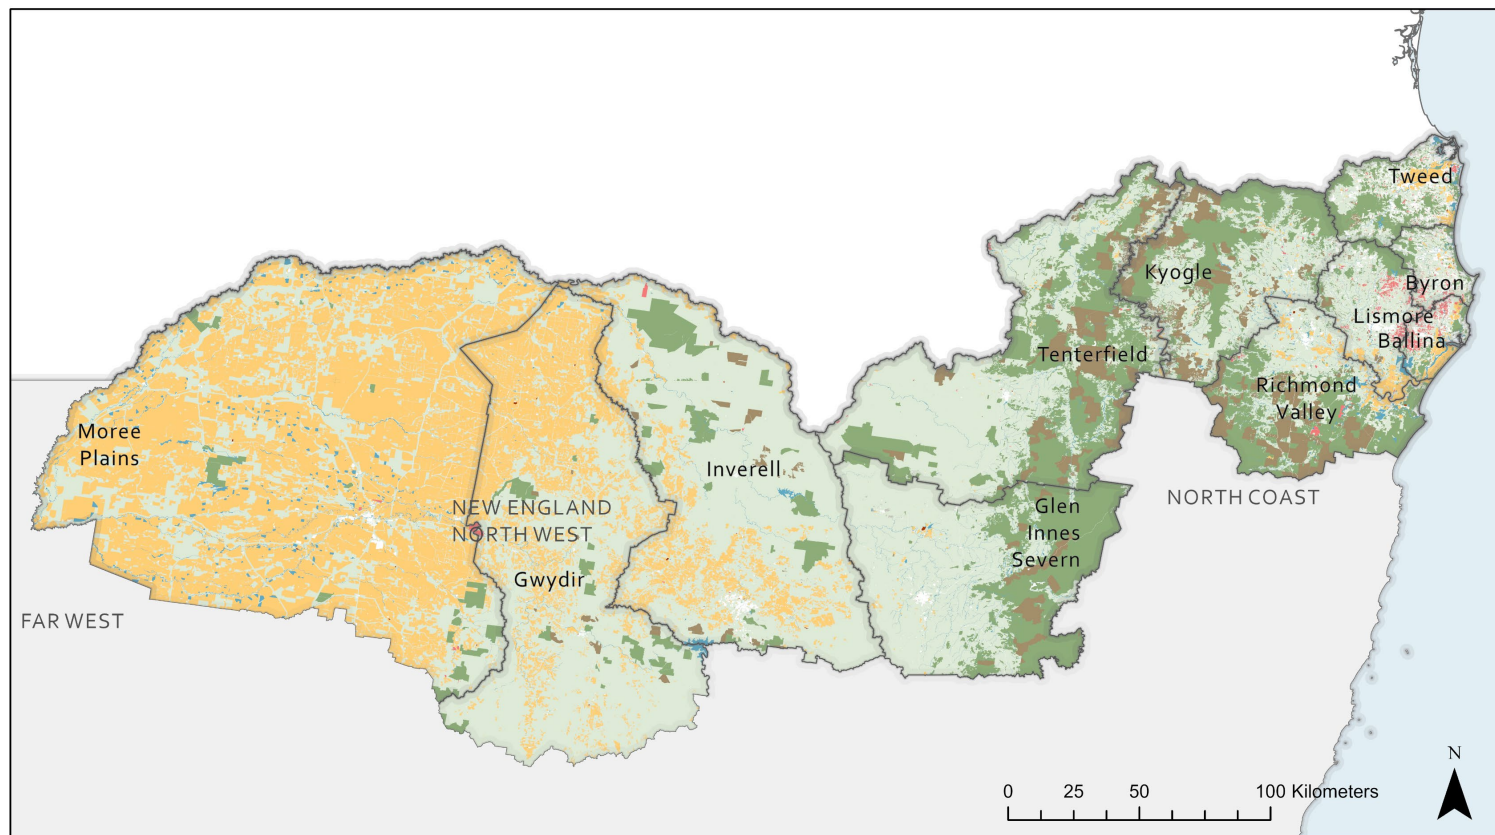 Tweed
Kyogle
Byron
Lismore
Ballina
Tenterfield
Richmond
Valley
Moree
Plains
Inverell
NORTH COAST
NEW ENGLAND
NORTH WEST
Glen
Innes
Severn
Gwydir
FAR WEST
N
0 25 50 100 Kilometers